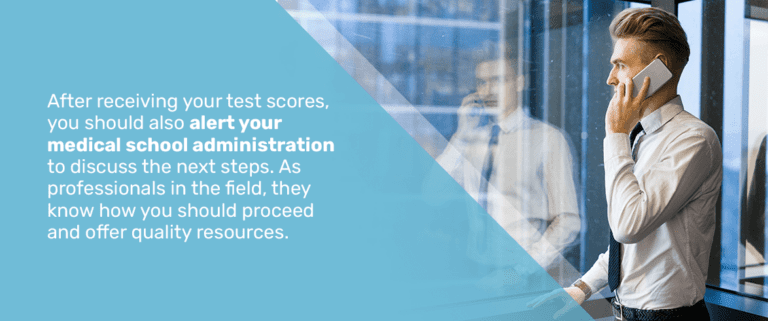 After receiving your test scores,
you should also alert your
medical school administration
to discuss the next steps. As
professionals in the field, they
know how you should proceed
and offer quality resources.